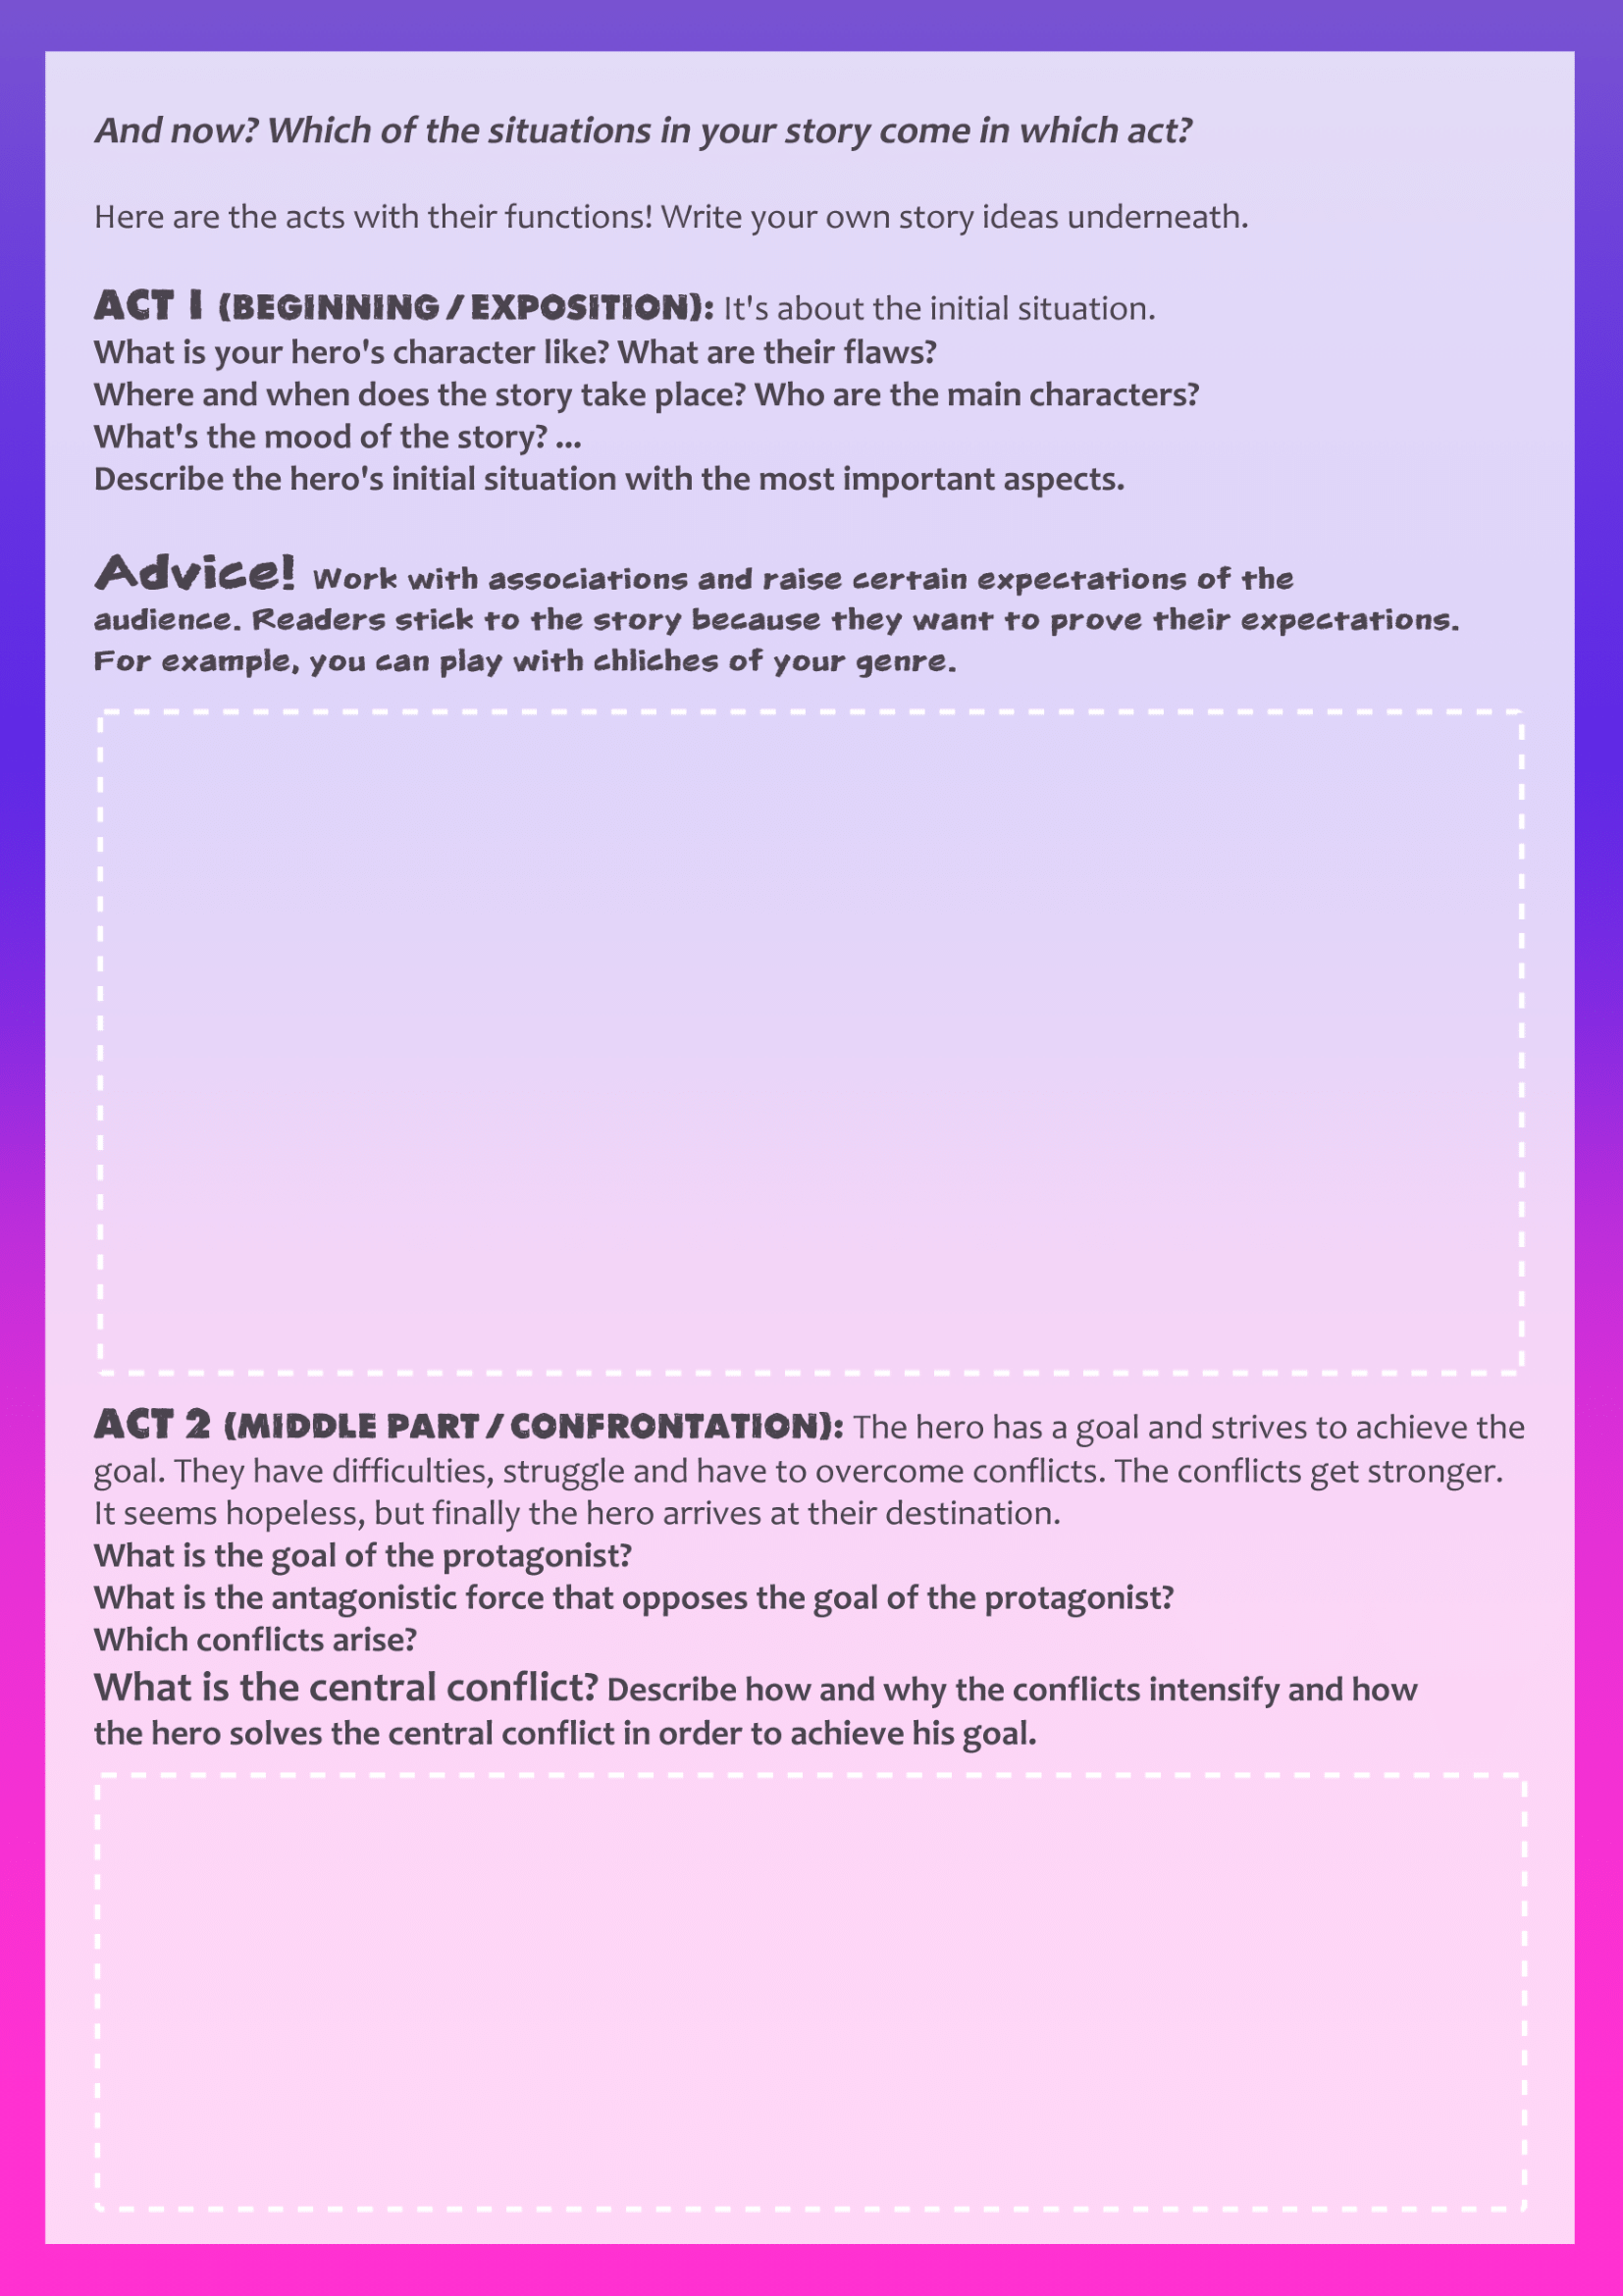 And now? Which of the situations in your story come in which act?
Here are the acts with their functions! Write your own story ideas underneath.
ACT 1 (BEGINNING / EXPOSITION): It's about the initial situation.
What is your hero's character like? What are their flaws?
Where and when does the story take place? Who are the main characters?
What's the mood of the story? ...
Describe the hero's initial situation with the most important aspects.
Advice! Work with associations and raise certain expectations of the
audience. Readers stick to the story because they want to prove their expectations.
For example, you can play with chliches of your genre.
ACT 2 (MIDDLE PART / CONFRONTATION): The hero has a goal and strives to achieve the
goal. They have difficulties, struggle and have to overcome conflicts. The conflicts get stronger.
It seems hopeless, but finally the hero arrives at their destination.
What is the goal of the protagonist?
What is the antagonistic force that opposes the goal of the protagonist?
Which conflicts arise?
What is the central conflict? Describe how and why the conflicts intensify and how
the hero solves the central conflict in order to achieve his goal.